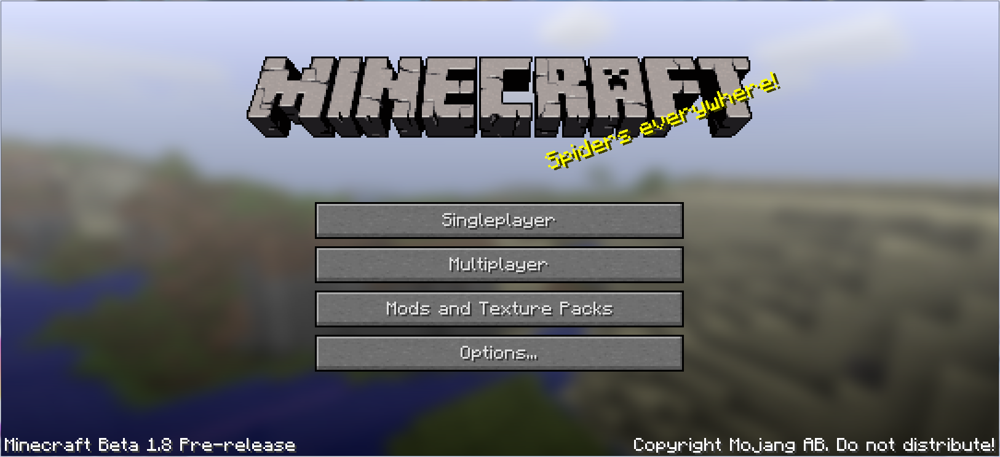 MINECRAFT
Spiders everywhere!
Singleplayer
Multiplayer
Mods and Texture Packs
Options...
Minecraft Beta 1.8 Pre-release
Copyright Mojang AB. Do not distribute!